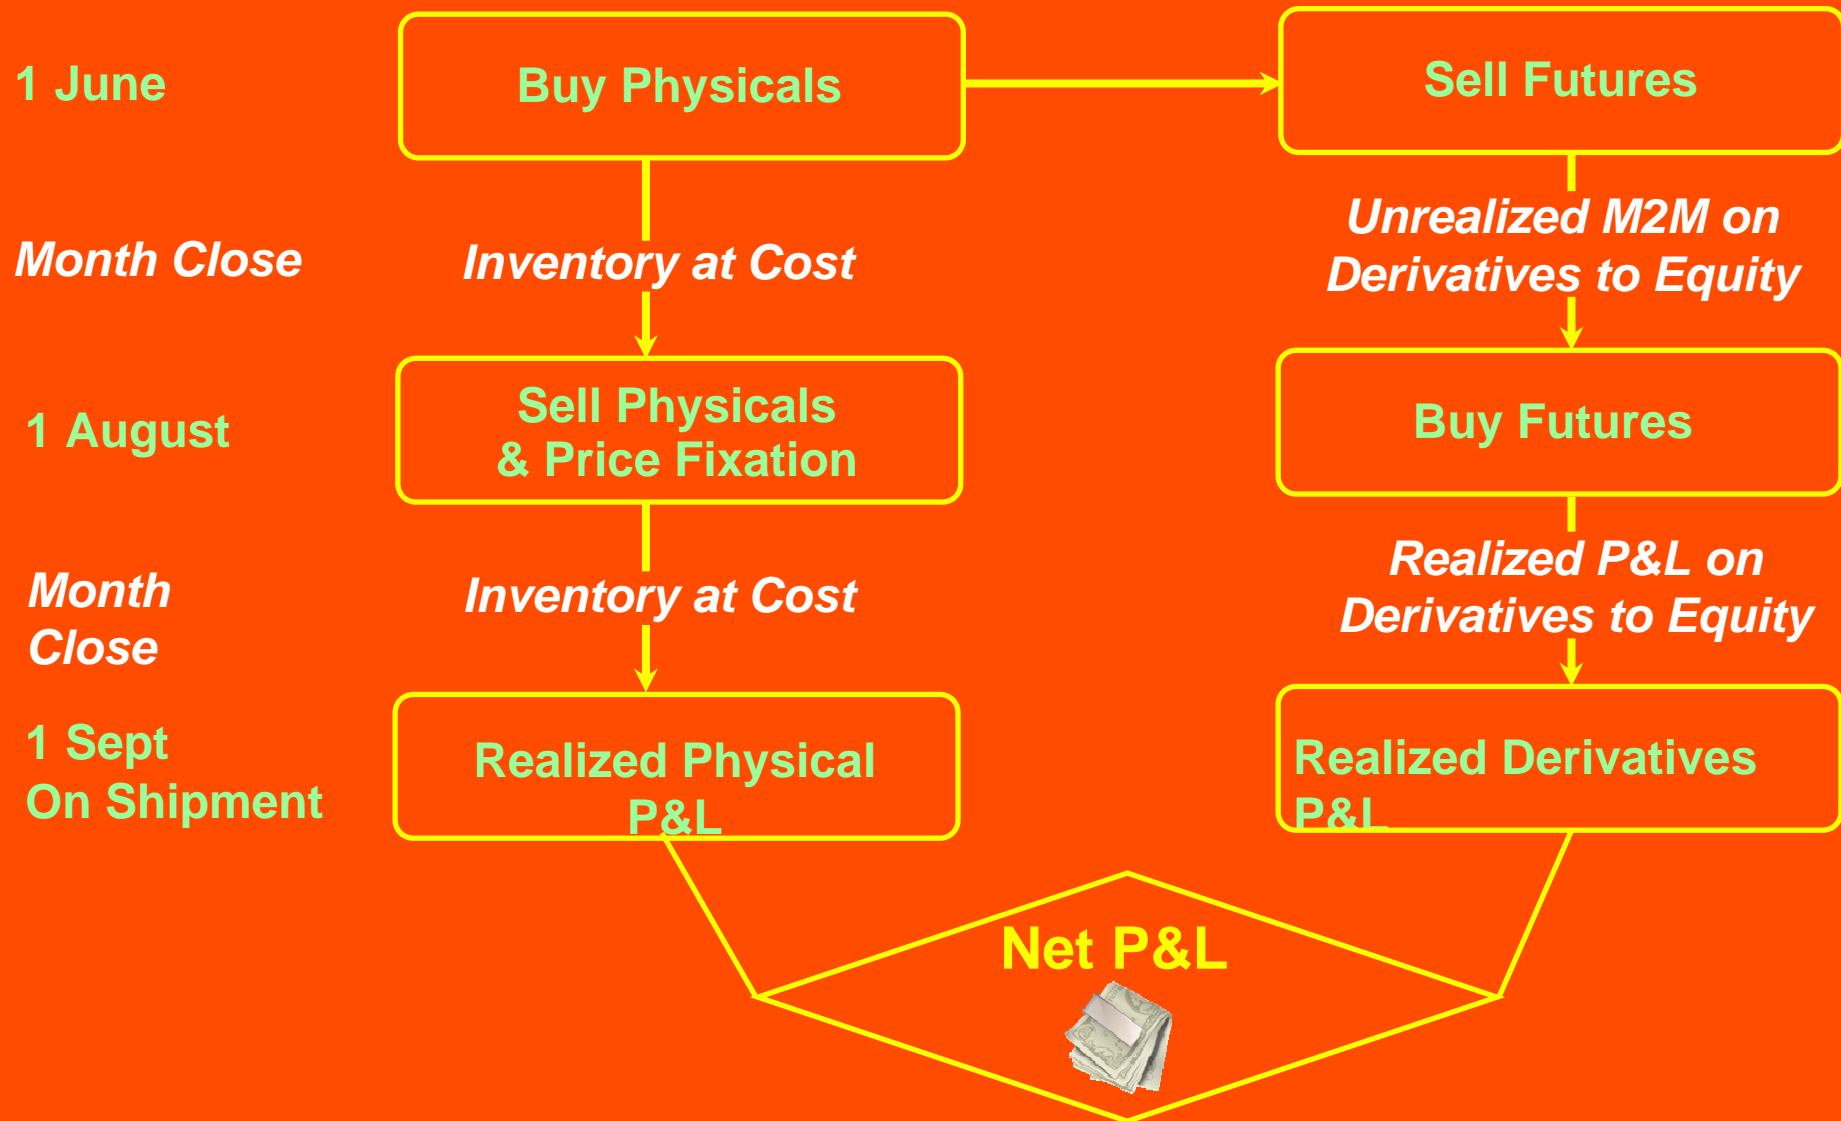 1 June
Buy Physicals
Sell Futures
Month Close
Inventory at Cost
Unrealized M2M on
Derivatives to Equity
1 August
Sell Physicals
& Price Fixation
Buy Futures
Month
Close
Inventory at Cost
Realized P&L on
Derivatives to Equity
1 Sept
On Shipment
Realized Physical
P&L
Realized Derivatives
P&L
Net P&L